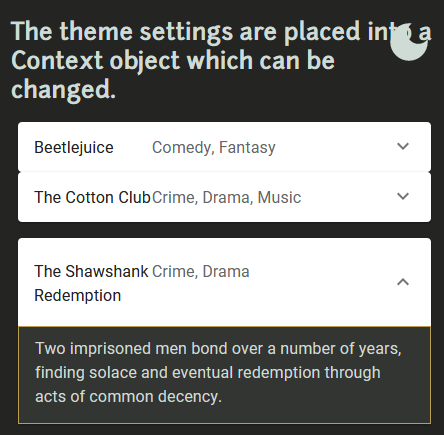 The theme settings are placed into a
Context object which can be
changed.
Beetlejuice Comedy, Fantasy
The Cotton Club Crime, Drama, Music
The Shawshank Crime, Drama
Redemption
Two imprisoned men bond over a number of years,
finding solace and eventual redemption through
acts of common decency.